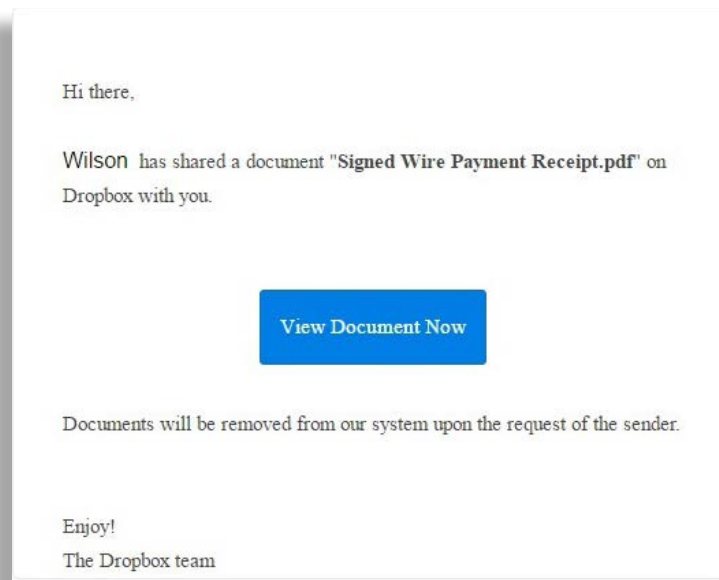 Hi there,
Wilson has shared a document "Signed Wire Payment Receipt.pdf" on
Dropbox with you.
View Document Now
Documents will be removed from our system upon the request of the sender.
Enjoy!
The Dropbox team